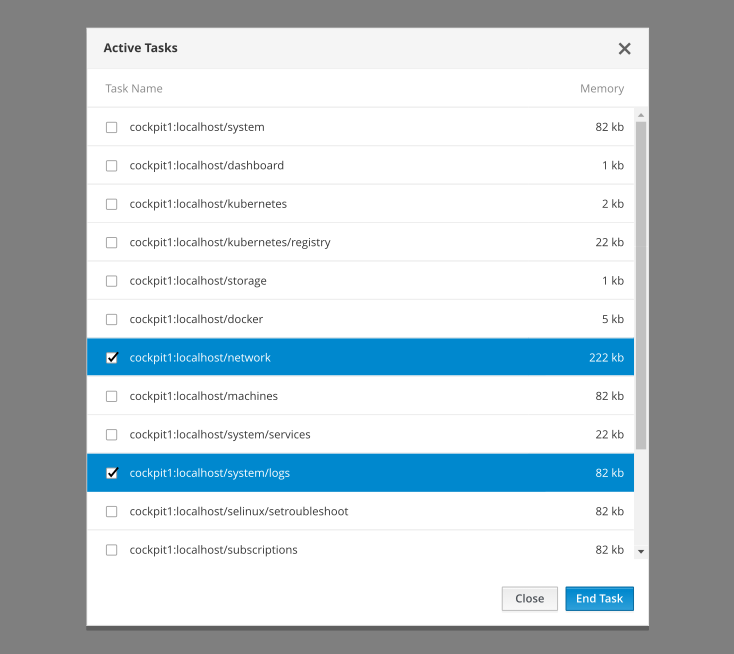 Active Tasks
Task Name Memory
cockpit1:localhost/system 82 kb
cockpit1:localhost/dashboard 1 kb
cockpit1:localhost/kubernetes 2 kb
cockpit1:localhost/kubernetes/registry 22 kb
cockpit1:localhost/storage 1 kb
cockpit1:localhost/docker 5 kb
cockpit1:localhost/network 222 kb
cockpit1:localhost/machines 82 kb
cockpit1:localhost/system/services 22 kb
cockpit1:localhost/system/logs 82 kb
cockpit1:localhost/selinux/setroubleshoot 82 kb
cockpit1:localhost/subscriptions 82 kb
Close End Task